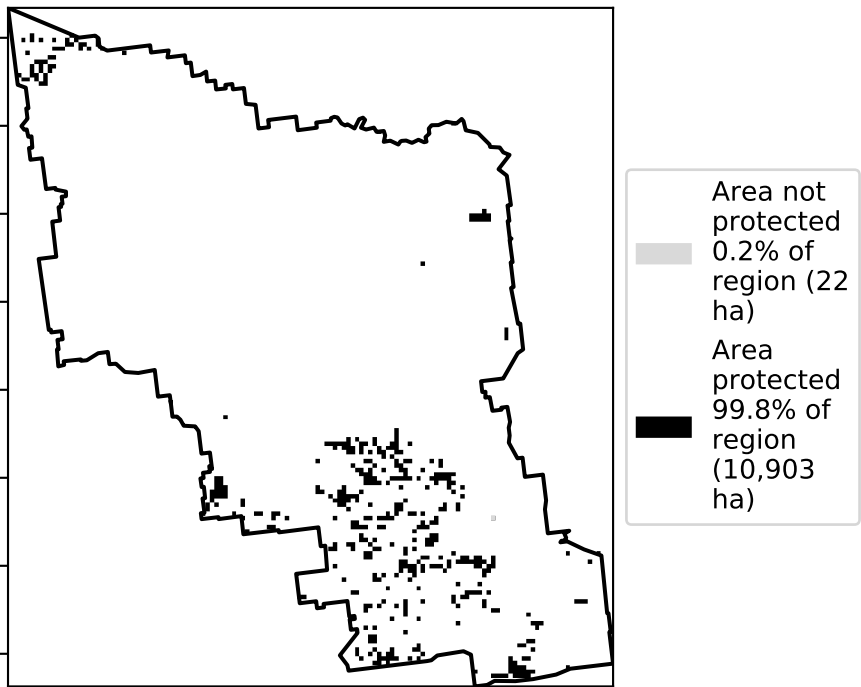 Area not
protected
0.2% of
region (22
ha)
Area
protected
99.8% of
region
(10,903
ha)